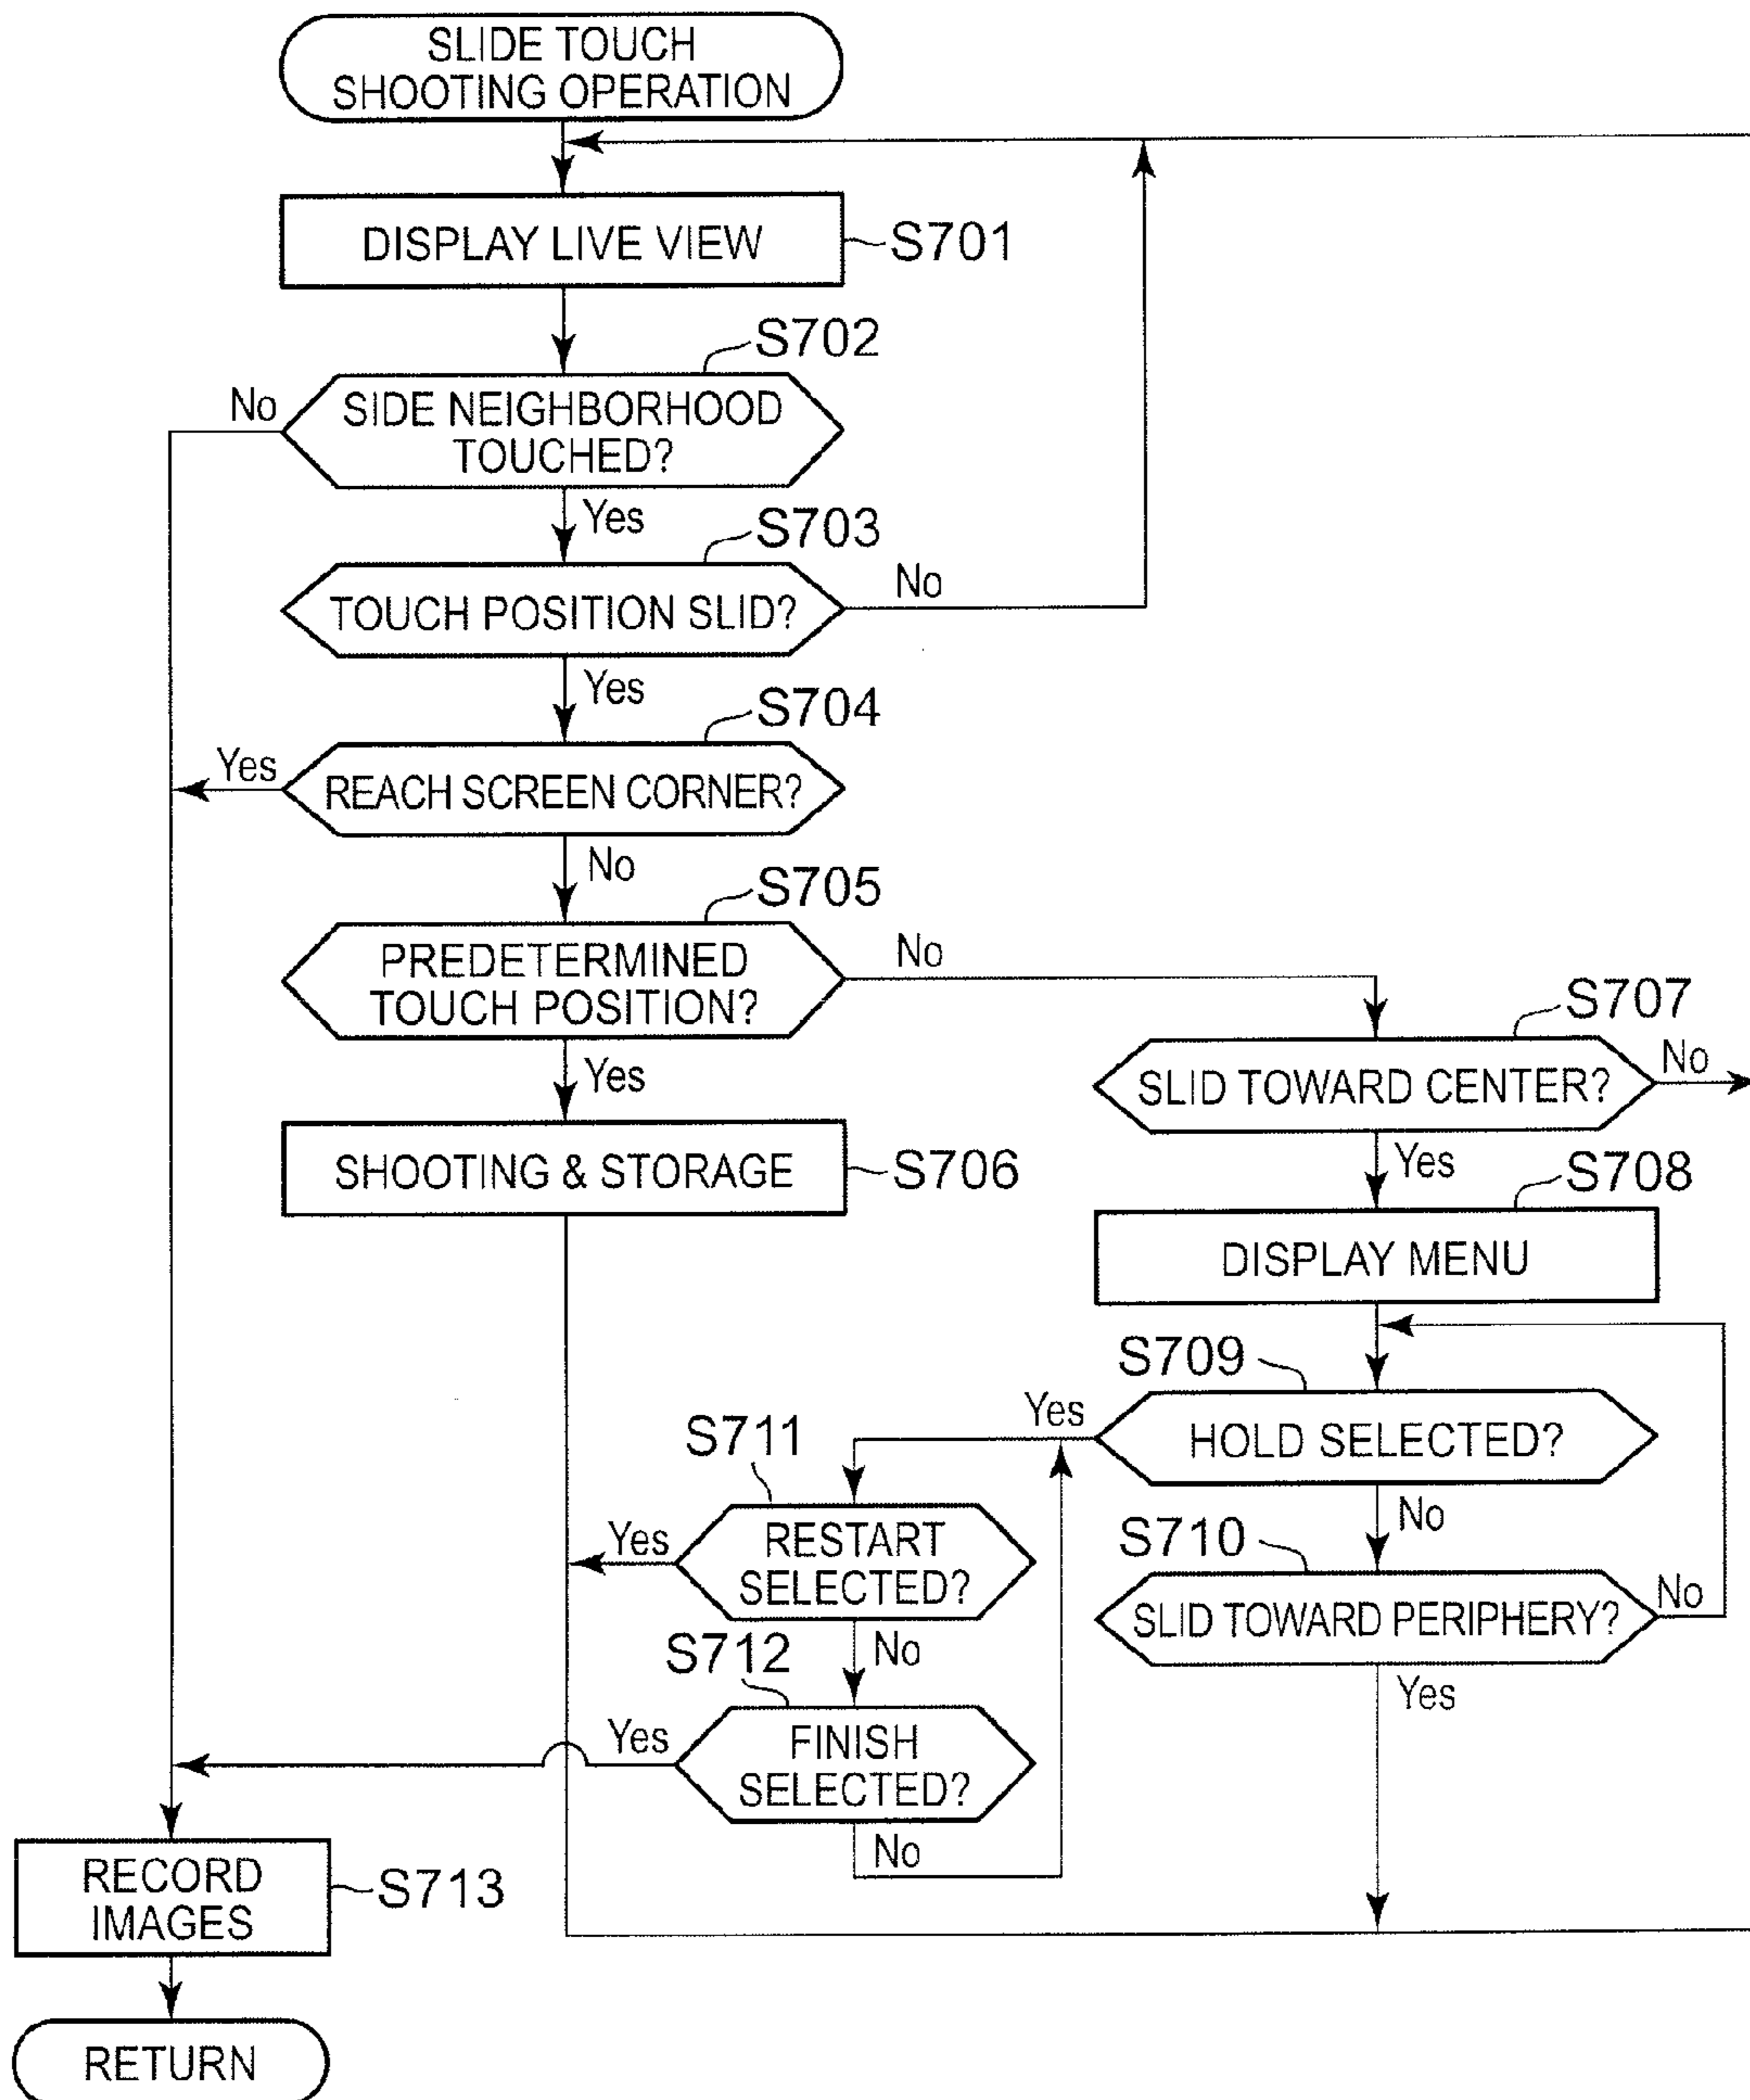 SLIDE TOUCH
SHOOTING OPERATION
DISPLAY LIVE VIEW
S701
S702
No
SIDE NEIGHBORHOOD
TOUCHED?
Yes
S703
No
TOUCH POSITION SLID?
Yes
S704
Yes
REACH SCREEN CORNER?
No
S705
No
PREDETERMINED
TOUCH POSITION?
S707
No
Yes
SLID TOWARD CENTER?
SHOOTING & STORAGE
S706
Yes
S708
DISPLAY MENU
S709
Yes
HOLD SELECTED?
S711
No
S710
Yes
RESTART
SELECTED?
No
SLID TOWARD PERIPHERY?
No
S712
Yes
Yes
FINISH
SELECTED?
No
RECORD
IMAGES
S713
RETURN